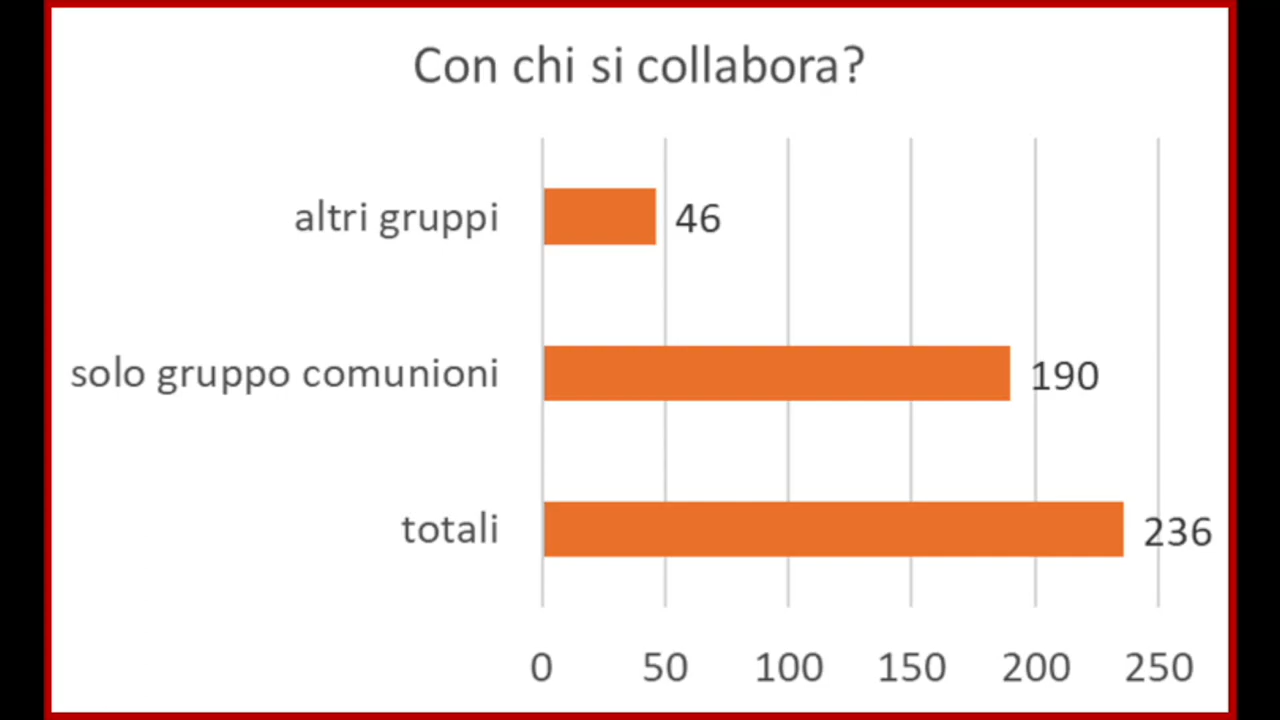 Con chi si collabora?
altri gruppi 46
solo gruppo comunioni 190
totali 236
0 50 100 150 200 250